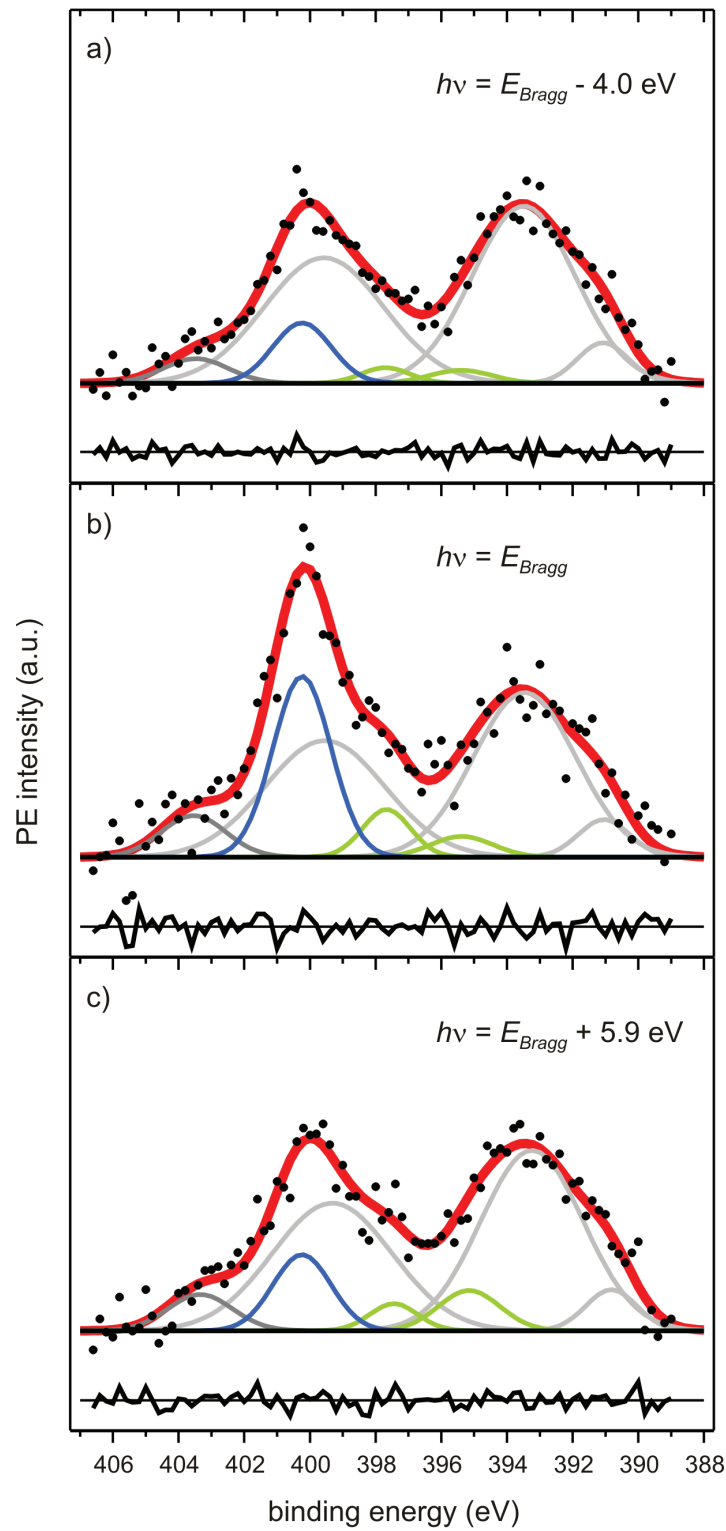 a)
hν = E_Bragg - 4.0 eV
b)
hν = E_Bragg
c)
hν = E_Bragg + 5.9 eV
PE intensity (a.u.)
406 404 402 400 398 396 394 392 390 388
binding energy (eV)